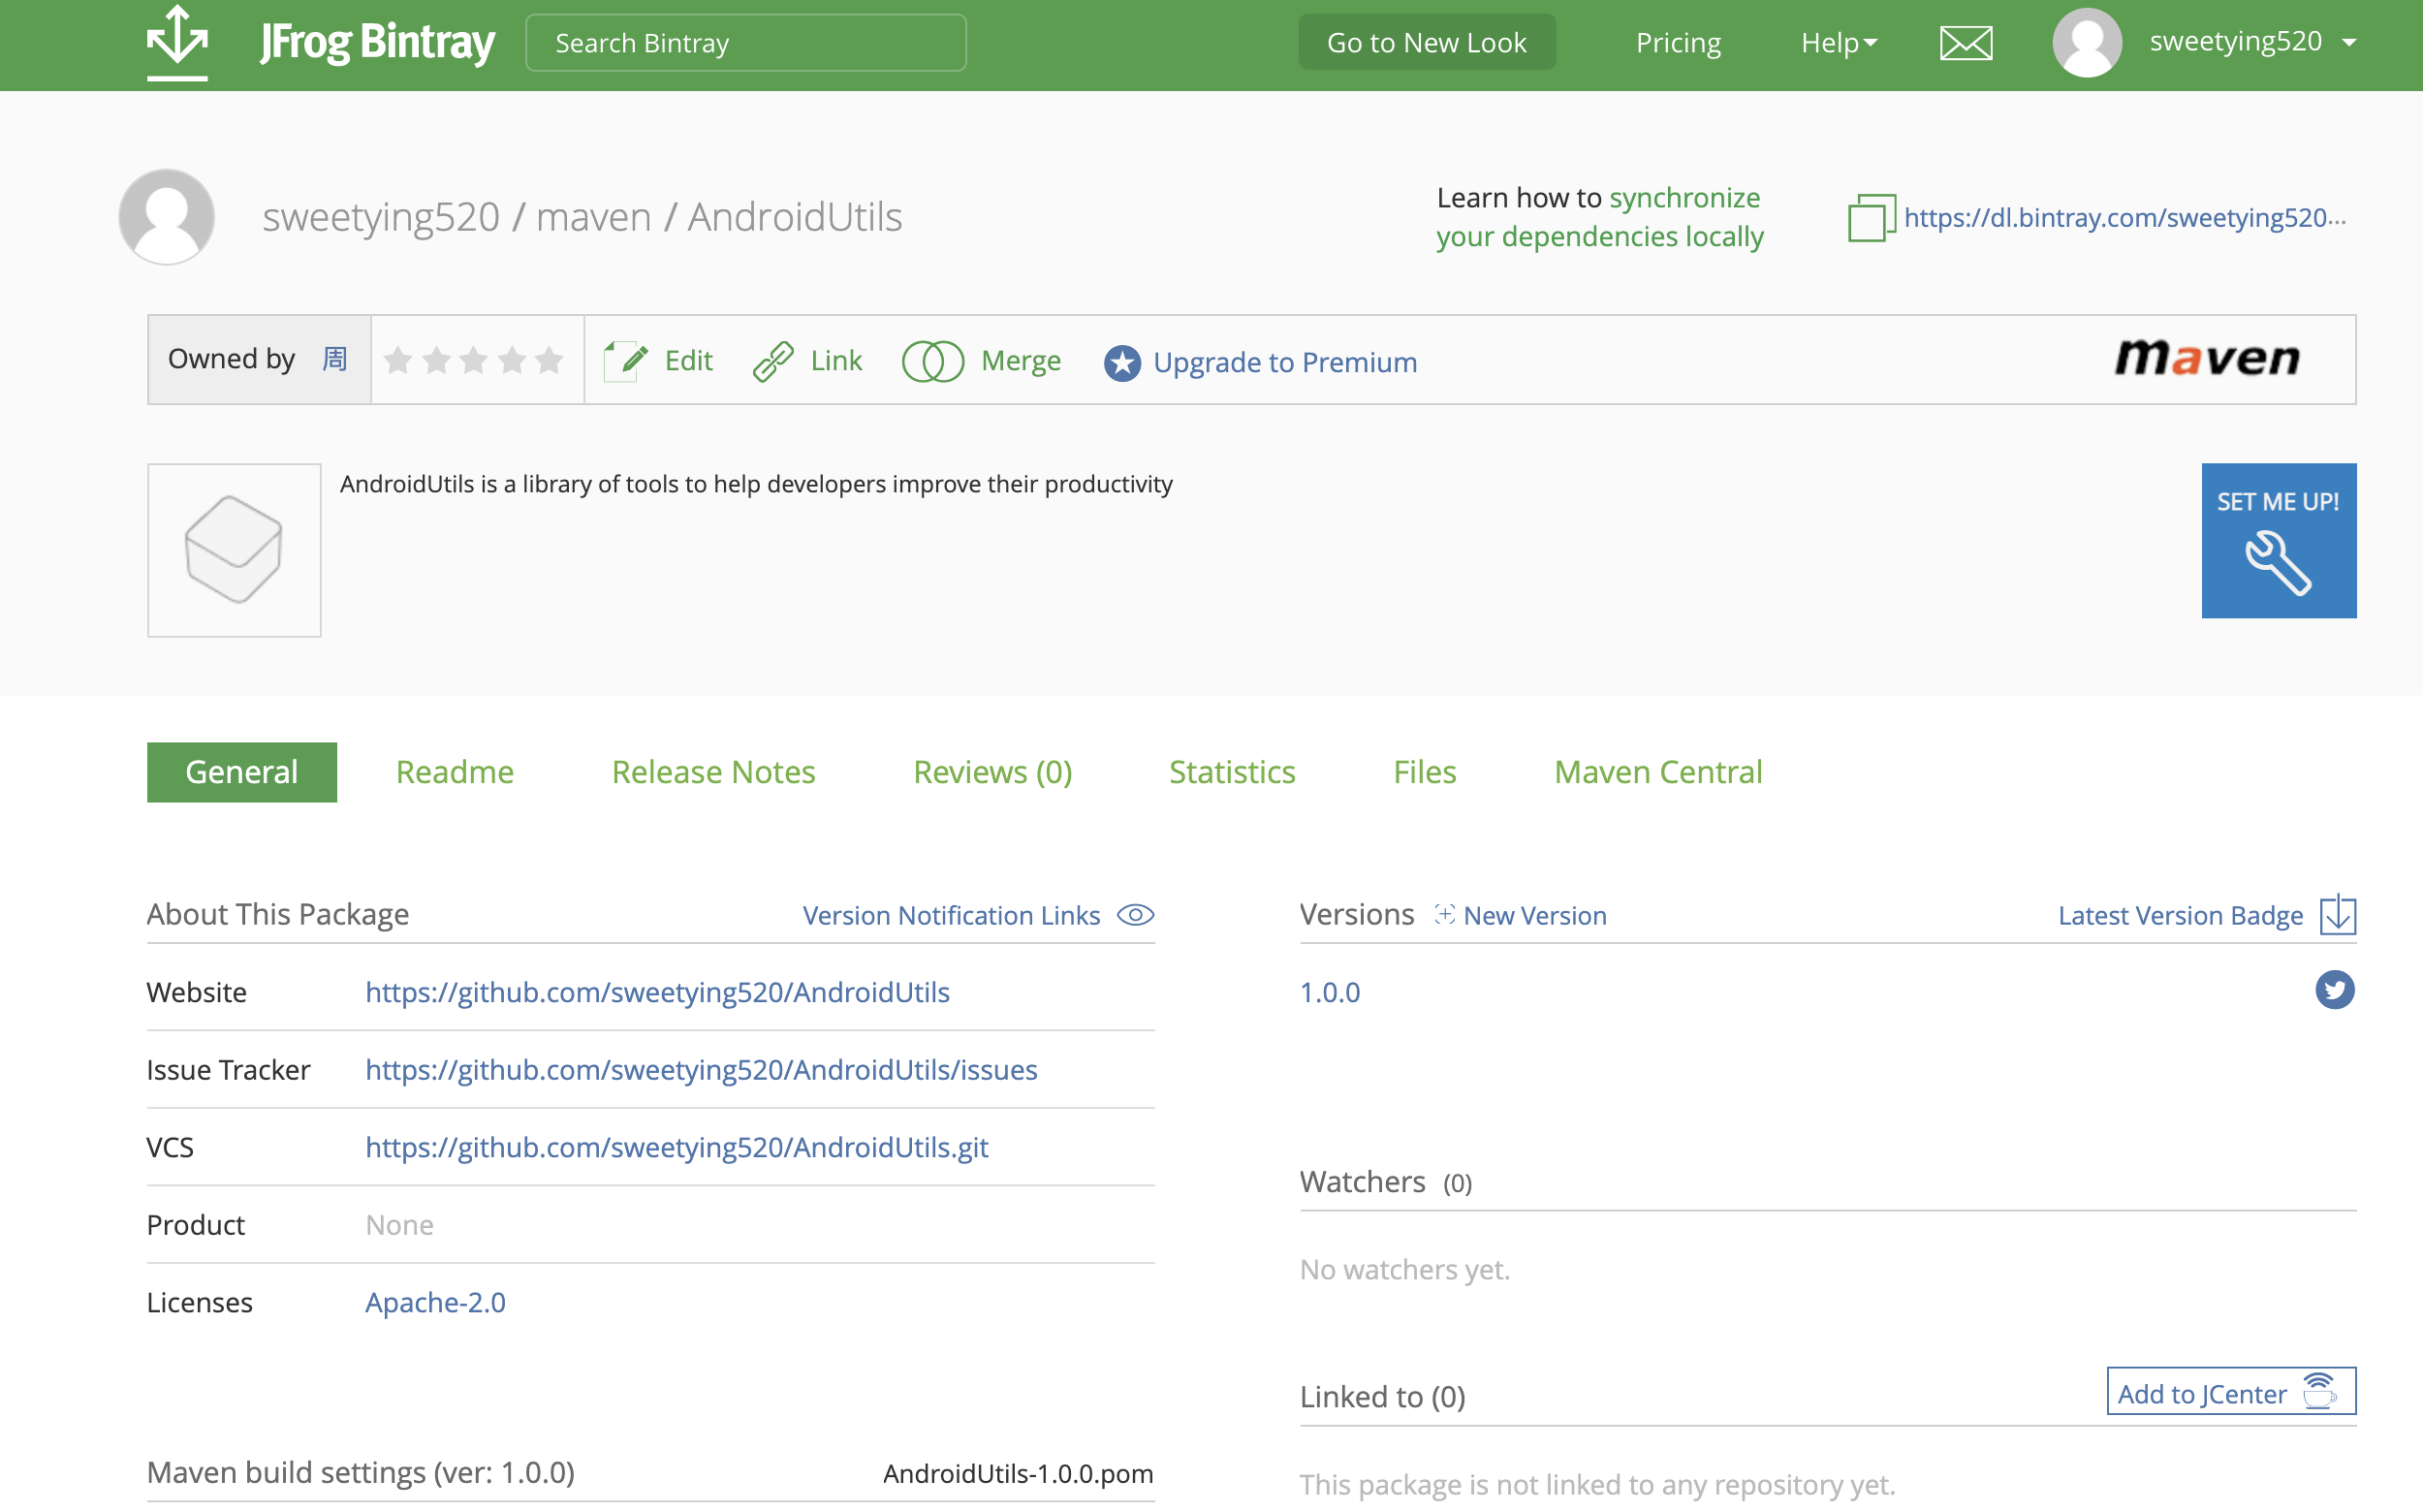 JFrog Bintray
Search Bintray
Go to New Look
Pricing
Help
sweetying520
sweetying520 / maven / AndroidUtils
Learn how to synchronize
your dependencies locally
https://dl.bintray.com/sweetying520...
Owned by 周
Edit
Link
Merge
Upgrade to Premium
maven
AndroidUtils is a library of tools to help developers improve their productivity
SET ME UP!
General
Readme
Release Notes
Reviews (0)
Statistics
Files
Maven Central
About This Package
Version Notification Links
Website https://github.com/sweetying520/AndroidUtils
Issue Tracker https://github.com/sweetying520/AndroidUtils/issues
VCS https://github.com/sweetying520/AndroidUtils.git
Product None
Licenses Apache-2.0
Maven build settings (ver: 1.0.0)
AndroidUtils-1.0.0.pom
Versions
New Version
Latest Version Badge
1.0.0
Watchers (0)
No watchers yet.
Linked to (0)
Add to JCenter
This package is not linked to any repository yet.